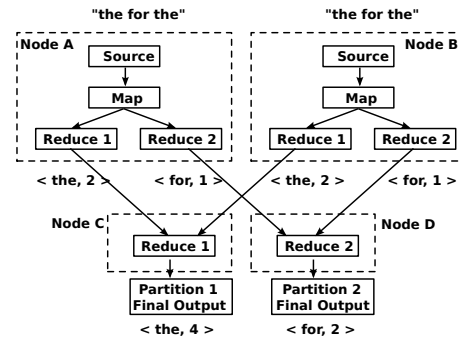 "the for the"
"the for the"
Node A
Node B
Source
Source
Map
Map
Reduce 1
Reduce 2
Reduce 1
Reduce 2
< the, 2 >
< for, 1 >
< the, 2 >
< for, 1 >
Node C
Node D
Reduce 1
Reduce 2
Partition 1
Final Output
Partition 2
Final Output
< the, 4 >
< for, 2 >